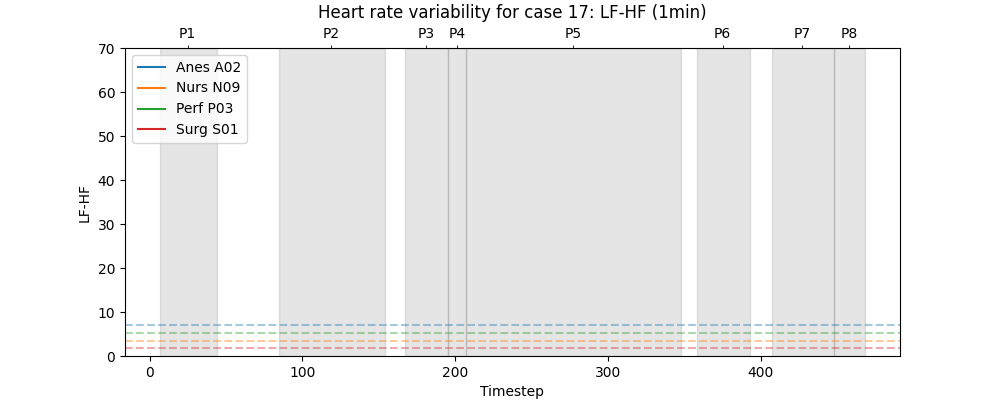 Heart rate variability for case 17: LF-HF (1min)
P1 P2 P3 P4 P5 P6 P7 P8
70
60
50
40
30
20
10
0
LF-HF
Anes A02
Nurs N09
Perf P03
Surg S01
0 100 200 300 400
Timestep